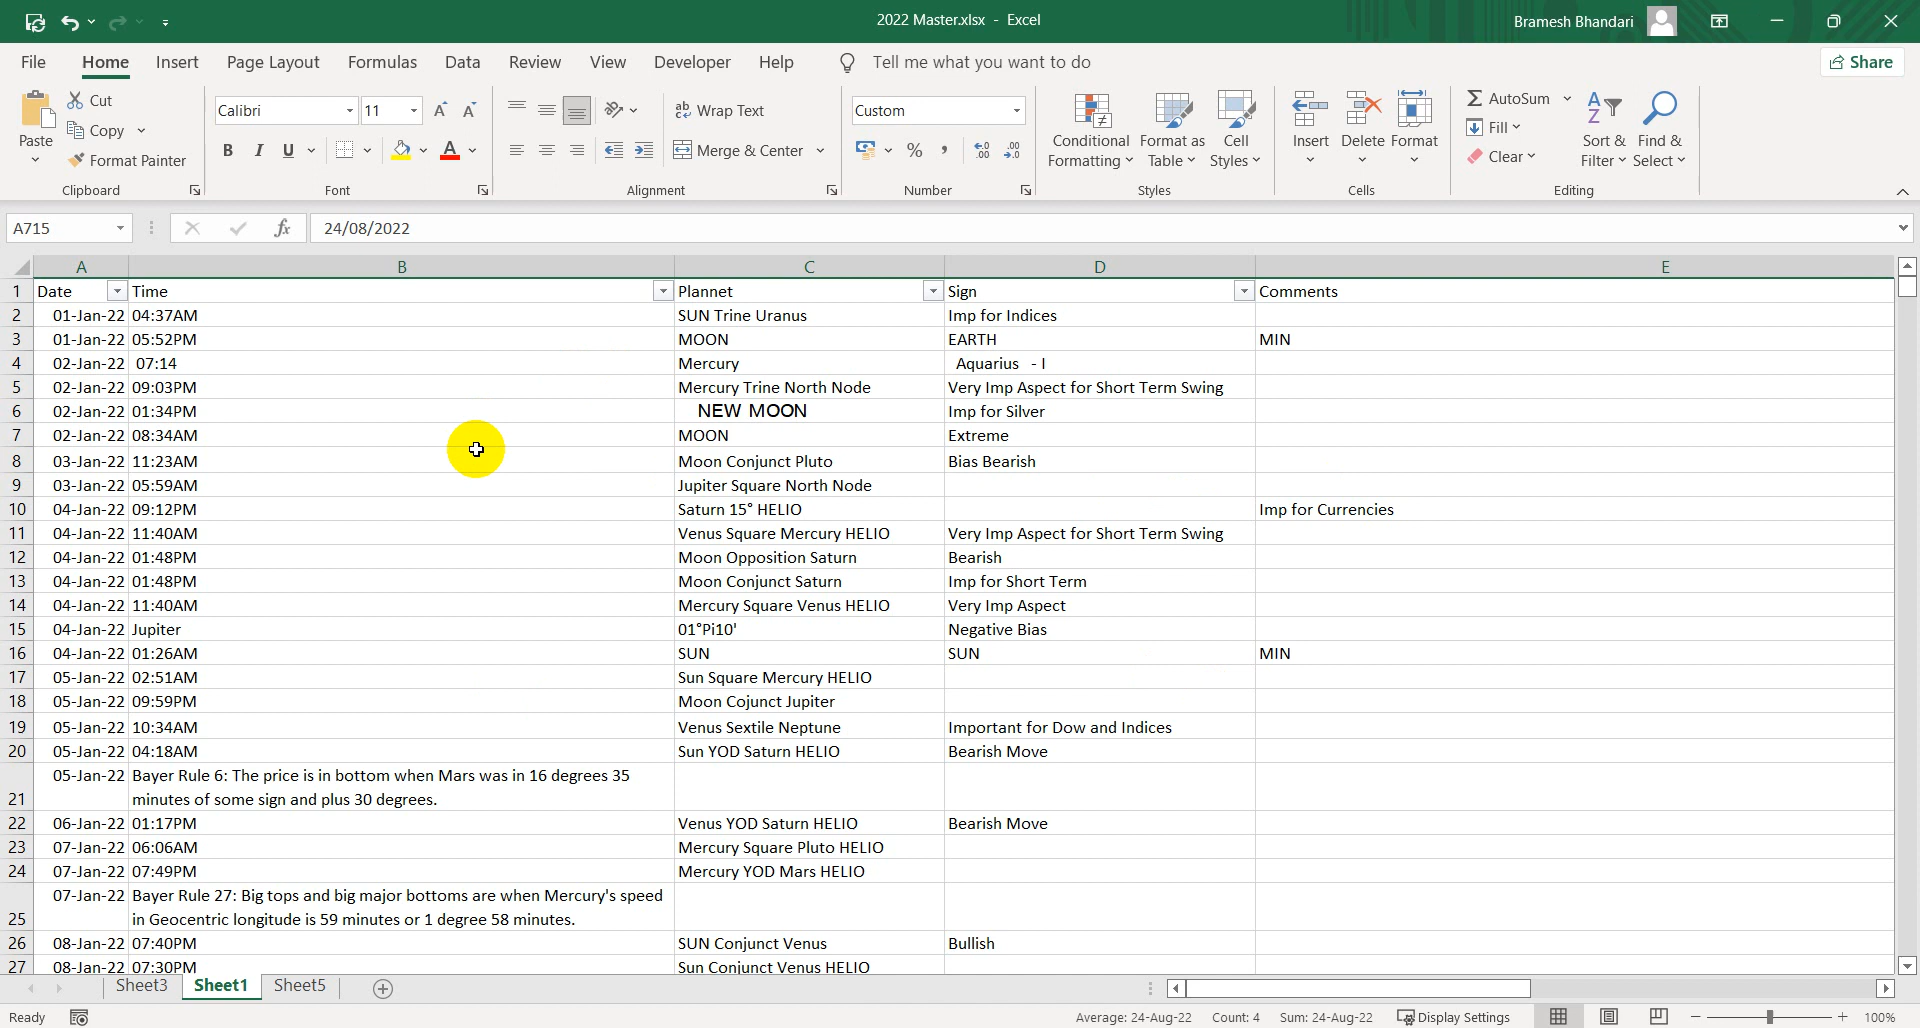 2022 Master.xlsx - Excel
Bramesh Bhandari
File Home Insert Page Layout Formulas Data Review View Developer Help Tell me what you want to do Share
Paste
Cut
Copy
Format Painter
Clipboard
Calibri 11
B I U
Font
Wrap Text
Merge & Center
Alignment
Custom
Number
Conditional Formatting
Format as Table
Cell Styles
Styles
Insert
Delete
Format
Cells
AutoSum
Fill
Clear
Sort & Filter
Find & Select
Editing
A715 fx 24/08/2022
A B C D E
1 Date Time Plannet Sign Comments
2 01-Jan-22 04:37AM SUN Trine Uranus Imp for Indices
3 01-Jan-22 05:52PM MOON EARTH MIN
4 02-Jan-22 07:14 Mercury Aquarius - I
5 02-Jan-22 09:03PM Mercury Trine North Node Very Imp Aspect for Short Term Swing
6 02-Jan-22 01:34PM NEW MOON Imp for Silver
7 02-Jan-22 08:34AM MOON Extreme
8 03-Jan-22 11:23AM Moon Conjunct Pluto Bias Bearish
9 03-Jan-22 05:59AM Jupiter Square North Node
10 04-Jan-22 09:12PM Saturn 15° HELIO Imp for Currencies
11 04-Jan-22 11:40AM Venus Square Mercury HELIO Very Imp Aspect for Short Term Swing
12 04-Jan-22 01:48PM Moon Opposition Saturn Bearish
13 04-Jan-22 01:48PM Moon Conjunct Saturn Imp for Short Term
14 04-Jan-22 11:40AM Mercury Square Venus HELIO Very Imp Aspect
15 04-Jan-22 Jupiter 01°Pi10' Negative Bias
16 04-Jan-22 01:26AM SUN SUN MIN
17 05-Jan-22 02:51AM Sun Square Mercury HELIO
18 05-Jan-22 09:59PM Moon Cojunct Jupiter
19 05-Jan-22 10:34AM Venus Sextile Neptune Important for Dow and Indices
20 05-Jan-22 04:18AM Sun YOD Saturn HELIO Bearish Move
05-Jan-22 Bayer Rule 6: The price is in bottom when Mars was in 16 degrees 35
21 minutes of some sign and plus 30 degrees.
22 06-Jan-22 01:17PM Venus YOD Saturn HELIO Bearish Move
23 07-Jan-22 06:06AM Mercury Square Pluto HELIO
24 07-Jan-22 07:49PM Mercury YOD Mars HELIO
07-Jan-22 Bayer Rule 27: Big tops and big major bottoms are when Mercury's speed
25 in Geocentric longitude is 59 minutes or 1 degree 58 minutes.
26 08-Jan-22 07:40PM SUN Conjunct Venus Bullish
27 08-Jan-22 07:30PM Sun Conjunct Venus HELIO
Sheet3 Sheet1 Sheet5
Ready Average: 24-Aug-22 Count: 4 Sum: 24-Aug-22 Display Settings 100%